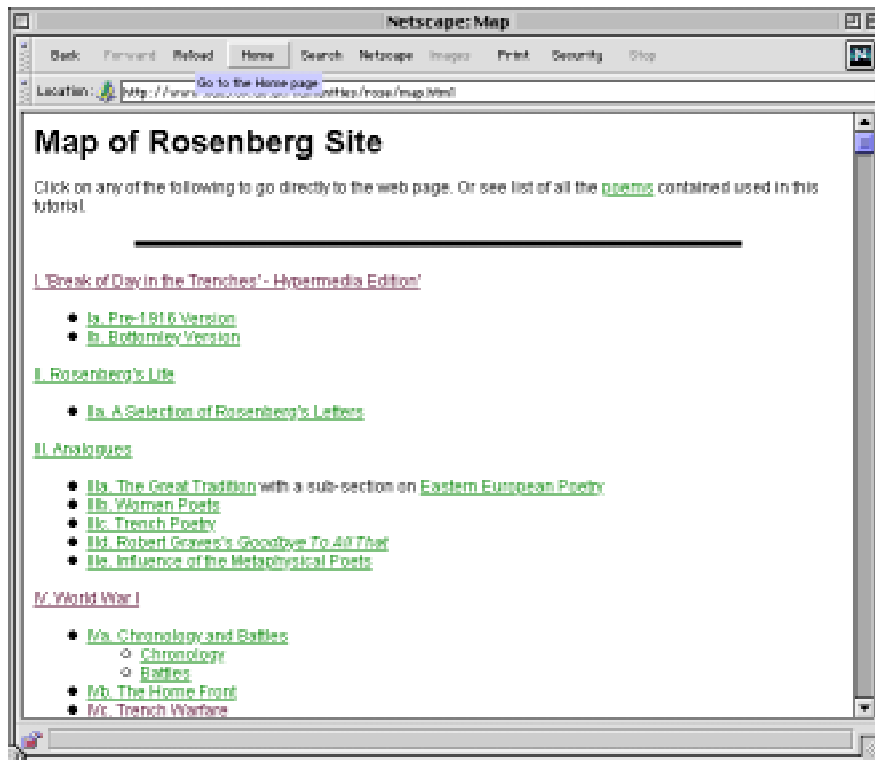 Netscape: Map
Back Forward Reload Home Search Netscape Images Print Security Stop
Go to the Home page
Location: http://www /rose/map.html
Map of Rosenberg Site
Click on any of the following to go directly to the web page. Or see list of all the poems contained used in this
tutorial.
I. 'Break of Day in the Trenches' - Hypermedia Edition'
Ia. Pre-1916 Version
Ib. Bottomley Version
II. Rosenberg's Life
IIa. A Selection of Rosenberg's Letters
III. Analogues
IIIa. The Great Tradition with a sub-section on Eastern European Poetry
IIIb. Women Poets
IIIc. Trench Poetry
IIId. Robert Graves's Goodbye To All That
IIIe. Influence of the Metaphysical Poets
IV. World War I
IVa. Chronology and Battles
Chronology
Battles
IVb. The Home Front
IVc. Trench Warfare